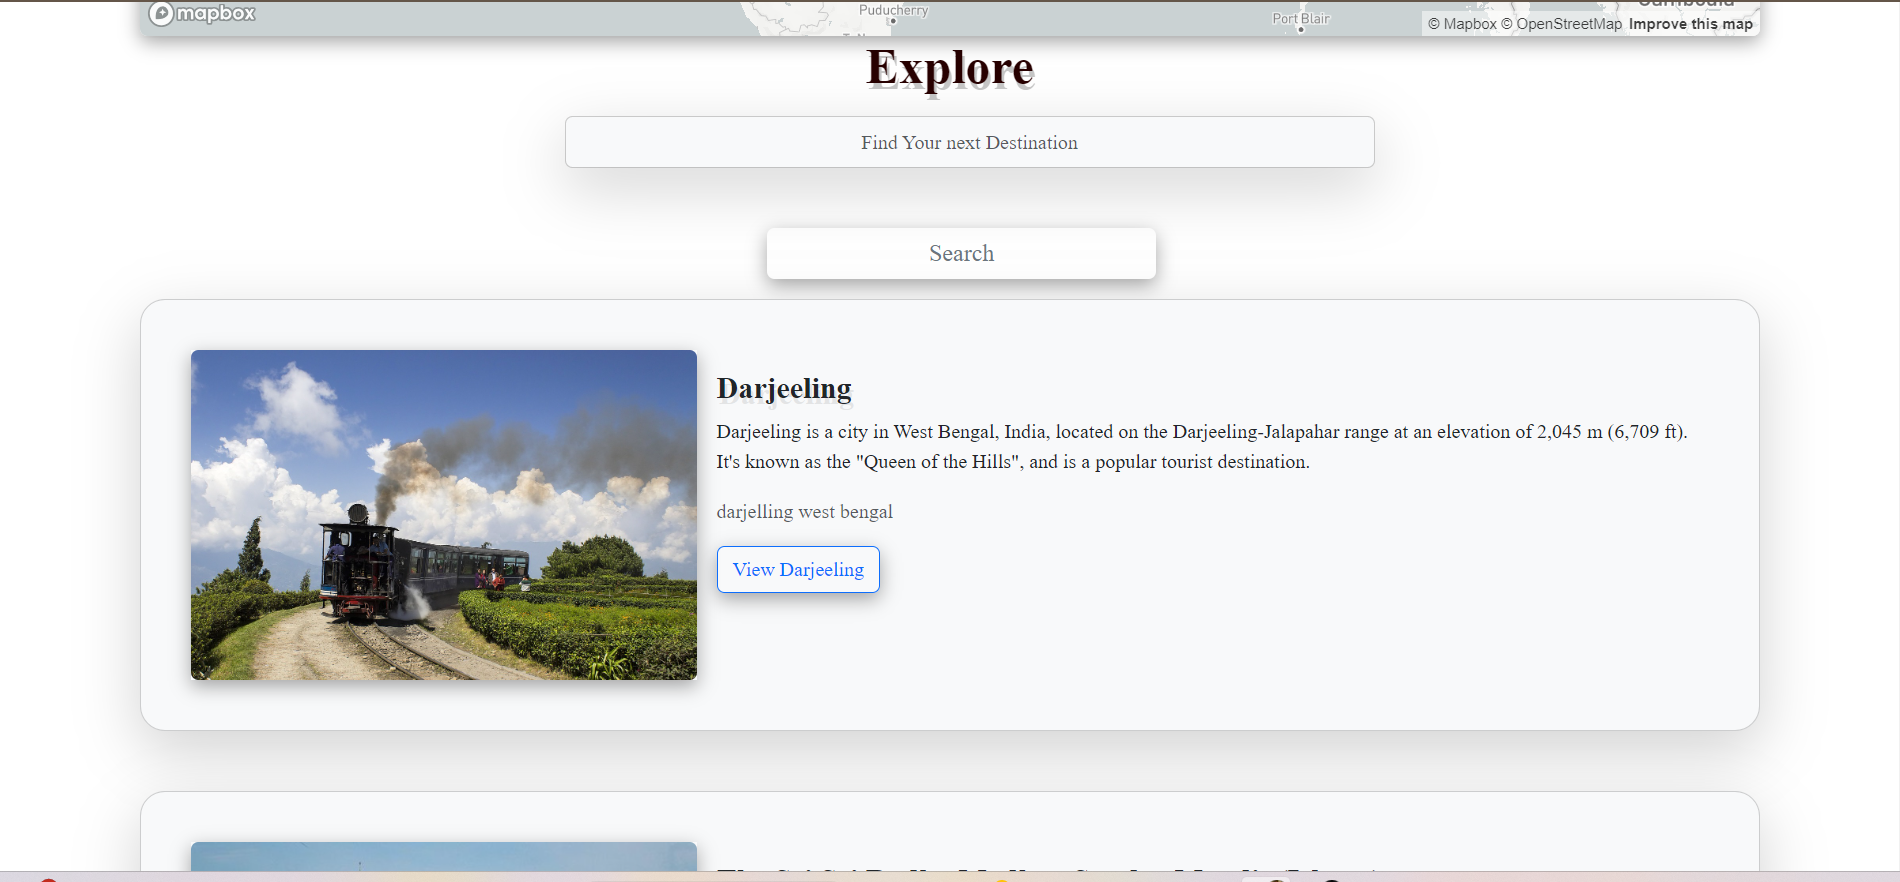 mapbox
Puducherry
Port Blair
© Mapbox © OpenStreetMap Improve this map
Explore
Find Your next Destination
Search
Darjeeling
Darjeeling is a city in West Bengal, India, located on the Darjeeling-Jalapahar range at an elevation of 2,045 m (6,709 ft).
It's known as the "Queen of the Hills", and is a popular tourist destination.
darjelling west bengal
View Darjeeling